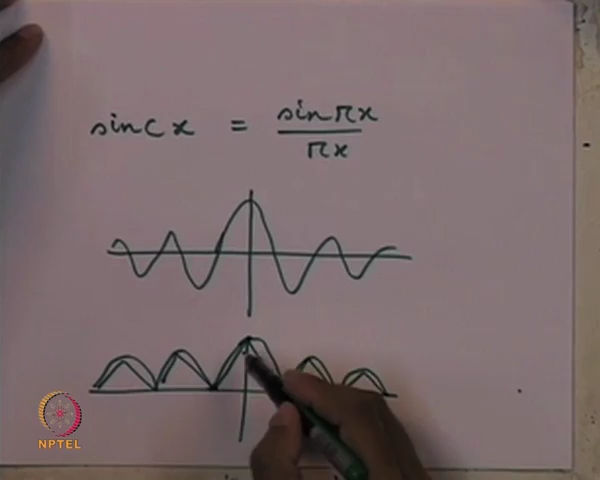 sinc x = sin πx / πx
NPTEL